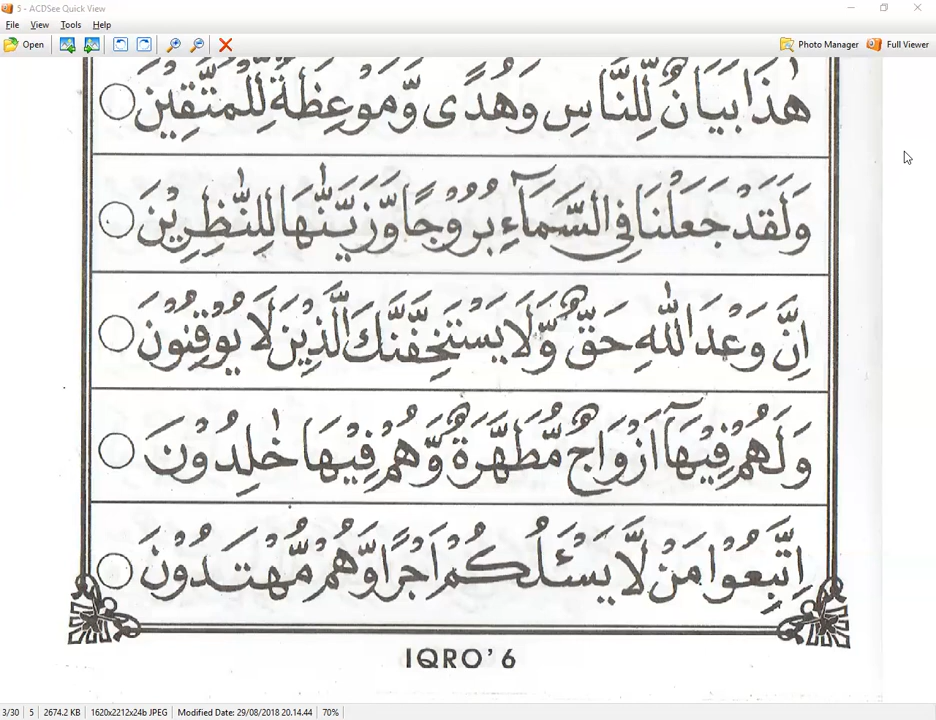 5 - ACDSee Quick View
File View Tools Help
Open Photo Manager Full Viewer
هٰذَا بَيَانٌ لِّلنَّاسِ وَهُدًى وَّمَوْعِظَةٌ لِّلْمُتَّقِيْنَ
وَلَقَدْ جَعَلْنَا فِى السَّمَآءِ بُرُوْجًا وَّزَيَّنّٰهَا لِلنّٰظِرِيْنَ
اِنَّ وَعْدَ اللّٰهِ حَقٌّ وَّلَا يَسْتَخِفَّنَّكَ الَّذِيْنَ لَا يُوْقِنُوْنَ
وَلَهُمْ فِيْهَآ اَزْوَاجٌ مُّطَهَّرَةٌ وَّهُمْ فِيْهَا خٰلِدُوْنَ
اِتَّبِعُوْا مَنْ لَّا يَسْـَٔلُكُمْ اَجْرًا وَّهُمْ مُّهْتَدُوْنَ
IQRO' 6
3/30 5 2674.2 KB 1620x2212x24b JPEG Modified Date: 29/08/2018 20.14.44 70%